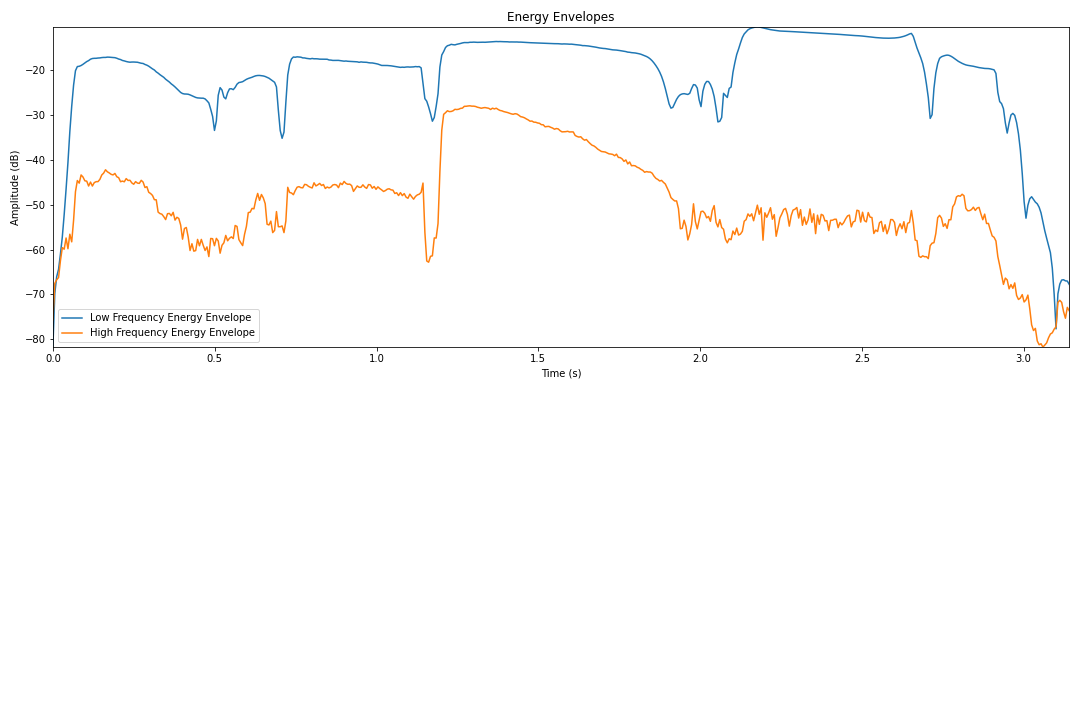 Energy Envelopes
Amplitude (dB)
−20
−30
−40
−50
−60
−70
−80
Low Frequency Energy Envelope
High Frequency Energy Envelope
0.0 0.5 1.0 1.5 2.0 2.5 3.0
Time (s)